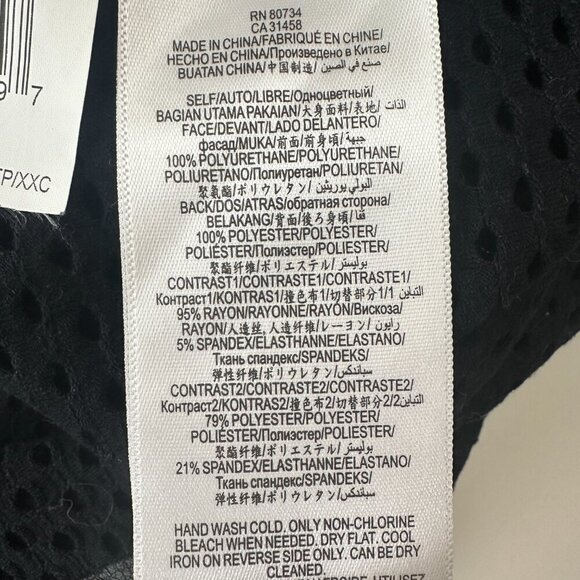 7
TP/XXC
RN 80734
CA 31458
MADE IN CHINA/FABRIQUÉ EN CHINE/
HECHO EN CHINA/Произведено в Китае/
BUATAN CHINA/中国制造/ صنع في الصين
SELF/AUTO/LIBRE/Одноцветный/
BAGIAN UTAMA PAKAIAN/大身面料/表地/ الذات
FACE/DEVANT/LADO DELANTERO/
фасад/MUKA/前面/前身頃/ جبهة
100% POLYURETHANE/POLYURETHANE/
POLIURETANO/Полиуретан/POLYURETHANE/
聚氨酯/ポリウレタン/ البولي يوريثين
BACK/DOS/ATRAS/обратная сторона/
BELAKANG/背面/後ろ身頃/ قفا
100% POLYESTER/POLYESTER/
POLIÉSTER/Полиэстер/POLYESTER/
聚酯纤维/ポリエステル/ بوليستر
CONTRAST1/CONTRASTE1/CONTRASTE1/
Контраст1/KONTRAS1/撞色布1/切替部分1/ التباين1
95% RAYON/RAYONNE/RAYÓN/Вискоза/
RAYON/人造丝,人造纤维/レーヨン/ رايون
5% SPANDEX/ELASTHANNE/ELASTANO/
Ткань спандекс/SPANDEKS/
弹性纤维/ポリウレタン/ سباندكس
CONTRAST2/CONTRASTE2/CONTRASTE2/
Контраст2/KONTRAS2/撞色布2/切替部分2/ التباين2
79% POLYESTER/POLYESTER/
POLIÉSTER/Полиэстер/POLYESTER/
聚酯纤维/ポリエステル/ بوليستر
21% SPANDEX/ELASTHANNE/ELASTANO/
Ткань спандекс/SPANDEKS/
弹性纤维/ポリウレタン/ سباندكس
HAND WASH COLD. ONLY NON-CHLORINE
BLEACH WHEN NEEDED. DRY FLAT. COOL
IRON ON REVERSE SIDE ONLY. CAN BE DRY
CLEANED.